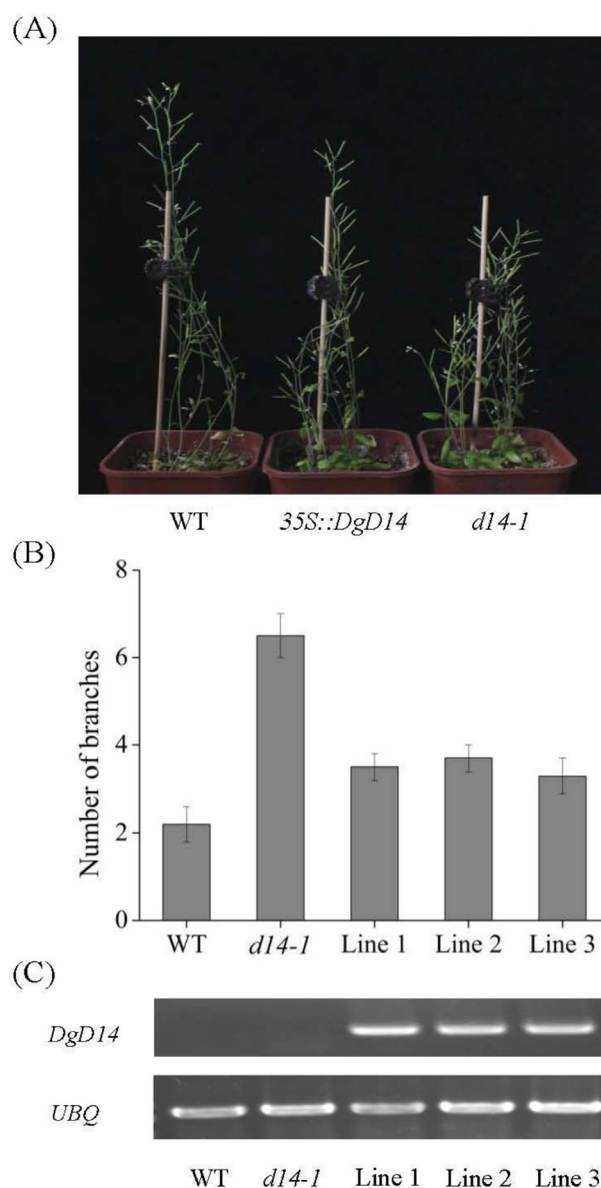 (A)
WT 35S::DgD14 d14-1
(B)
Number of branches
8
6
4
2
0
WT d14-1 Line 1 Line 2 Line 3
(C)
DgD14
UBQ
WT d14-1 Line 1 Line 2 Line 3